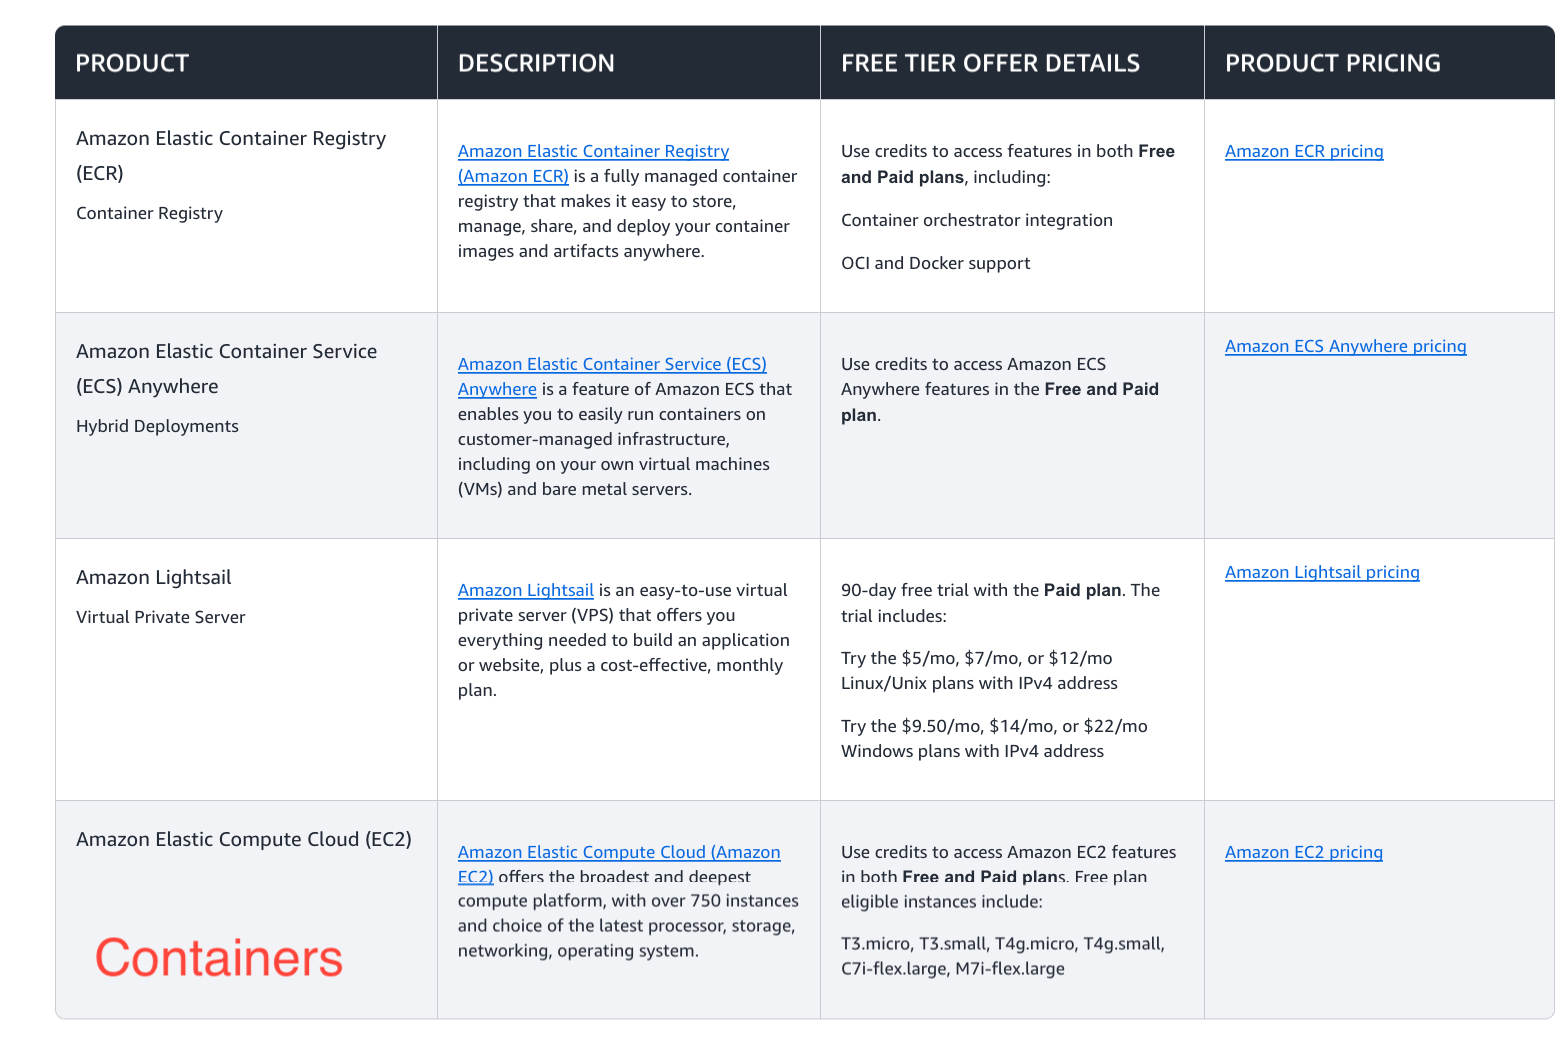 PRODUCT
DESCRIPTION
FREE TIER OFFER DETAILS
PRODUCT PRICING
Amazon Elastic Container Registry
(ECR)
Container Registry
Amazon Elastic Container Registry
(Amazon ECR) is a fully managed container
registry that makes it easy to store,
manage, share, and deploy your container
images and artifacts anywhere.
Use credits to access features in both Free
and Paid plans, including:
Container orchestrator integration
OCI and Docker support
Amazon ECR pricing
Amazon Elastic Container Service
(ECS) Anywhere
Hybrid Deployments
Amazon Elastic Container Service (ECS)
Anywhere is a feature of Amazon ECS that
enables you to easily run containers on
customer-managed infrastructure,
including on your own virtual machines
(VMs) and bare metal servers.
Use credits to access Amazon ECS
Anywhere features in the Free and Paid
plan.
Amazon ECS Anywhere pricing
Amazon Lightsail
Virtual Private Server
Amazon Lightsail is an easy-to-use virtual
private server (VPS) that offers you
everything needed to build an application
or website, plus a cost-effective, monthly
plan.
90-day free trial with the Paid plan. The
trial includes:
Try the $5/mo, $7/mo, or $12/mo
Linux/Unix plans with IPv4 address
Try the $9.50/mo, $14/mo, or $22/mo
Windows plans with IPv4 address
Amazon Lightsail pricing
Amazon Elastic Compute Cloud (EC2)
Containers
Amazon Elastic Compute Cloud (Amazon
EC2) offers the broadest and deepest
compute platform, with over 750 instances
and choice of the latest processor, storage,
networking, operating system.
Use credits to access Amazon EC2 features
in both Free and Paid plans. Free plan
eligible instances include:
T3.micro, T3.small, T4g.micro, T4g.small,
C7i-flex.large, M7i-flex.large
Amazon EC2 pricing